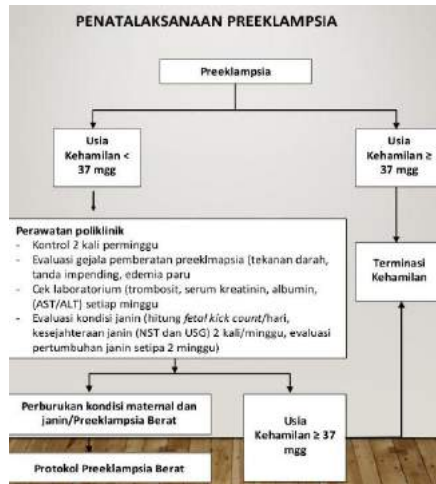 PENATALAKSANAAN PREEKLAMPSIA
Preeklampsia
Usia
Kehamilan <
37 mgg
Usia
Kehamilan ≥
37 mgg
Perawatan poliklinik
- Kontrol 2 kali perminggu
- Evaluasi gejala pemberatan preeklmapsia (tekanan darah,
tanda impending, edemia paru
- Cek laboratorium (trombosit, serum kreatinin, albumin,
(AST/ALT) setiap minggu
- Evaluasi kondisi janin (hitung fetal kick count/hari,
kesejahteraan janin (NST dan USG) 2 kali/minggu, evaluasi
pertumbuhan janin setipa 2 minggu)
Terminasi
Kehamilan
Perburukan kondisi maternal dan
janin/Preeklampsia Berat
Usia
Kehamilan ≥ 37
mgg
Protokol Preeklampsia Berat